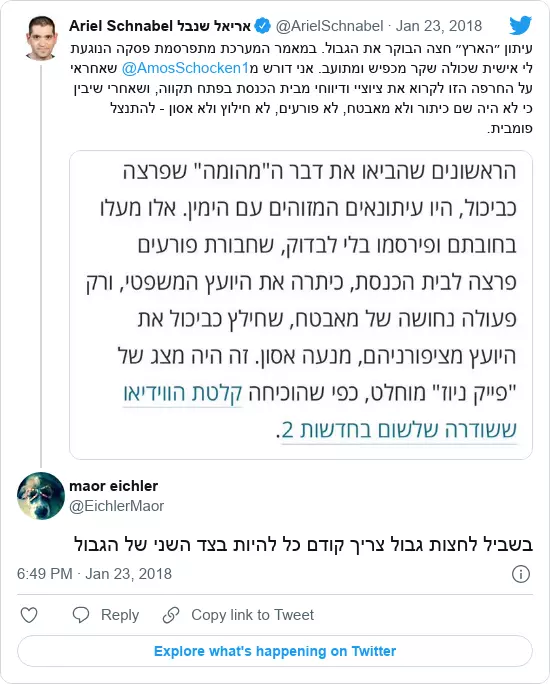 Ariel Schnabel אריאל שנבל @ArielSchnabel · Jan 23, 2018
עיתון ״הארץ״ חצה הבוקר את הגבול. במאמר המערכת מתפרסמת פסקה הנוגעת
לי אישית שכולה שקר מכפיש ומתועב. אני דורש מ@AmosSchocken1 שאחראי
על החרפה הזו לקרוא את ציוציי ודיווחי מבית הכנסת בפתח תקווה, ושאחרי שיבין
כי לא היה שם כיתור ולא מאבטח, לא פורעים, לא חילוץ ולא אסון - להתנצל
פומבית.
הראשונים שהביאו את דבר ה"מהומה" שפרצה
כביכול, היו עיתונאים המזוהים עם הימין. אלו מעלו
בחובתם ופירסמו בלי לבדוק, שחבורת פורעים
פרצה לבית הכנסת, כיתרה את היועץ המשפטי, ורק
פעולה נחושה של מאבטח, שחילץ כביכול את
היועץ מציפורניהם, מנעה אסון. זה היה מצג של
"פייק ניוז" מוחלט, כפי שהוכיחה קלטת הווידיאו
ששודרה שלשום בחדשות 2.
maor eichler
@EichlerMaor
בשביל לחצות גבול צריך קודם כל להיות בצד השני של הגבול
6:49 PM · Jan 23, 2018
Reply Copy link to Tweet
Explore what's happening on Twitter